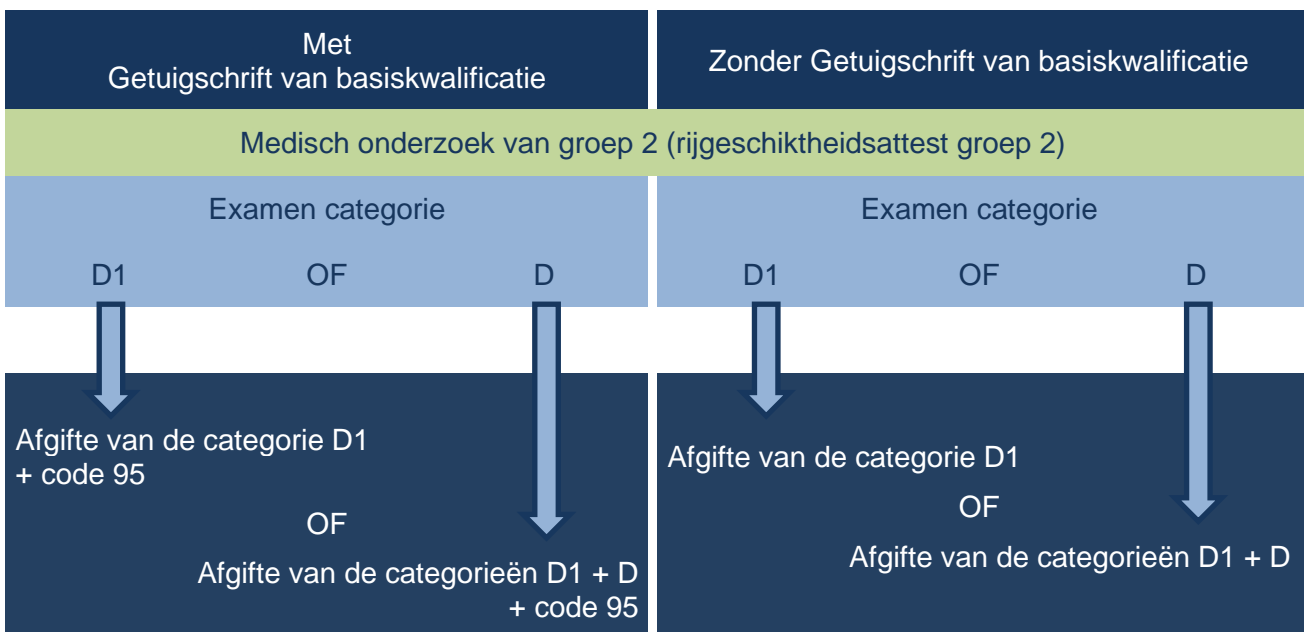 Met
Getuigschrift van basiskwalificatie
Zonder Getuigschrift van basiskwalificatie
Medisch onderzoek van groep 2 (rijgeschiktheidsattest groep 2)
Examen categorie
D1 OF D
Examen categorie
D1 OF D
Afgifte van de categorie D1
+ code 95
OF
Afgifte van de categorieën D1 + D
+ code 95
Afgifte van de categorie D1
OF
Afgifte van de categorieën D1 + D